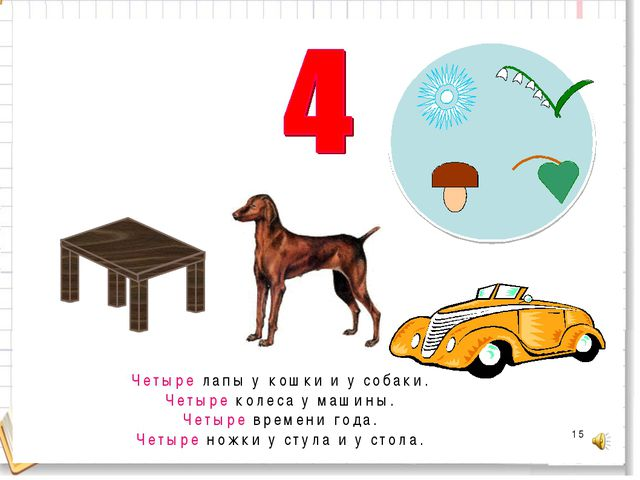 4
Четыре лапы у кошки и у собаки.
Четыре колеса у машины.
Четыре времени года.
Четыре ножки у стула и у стола.
15